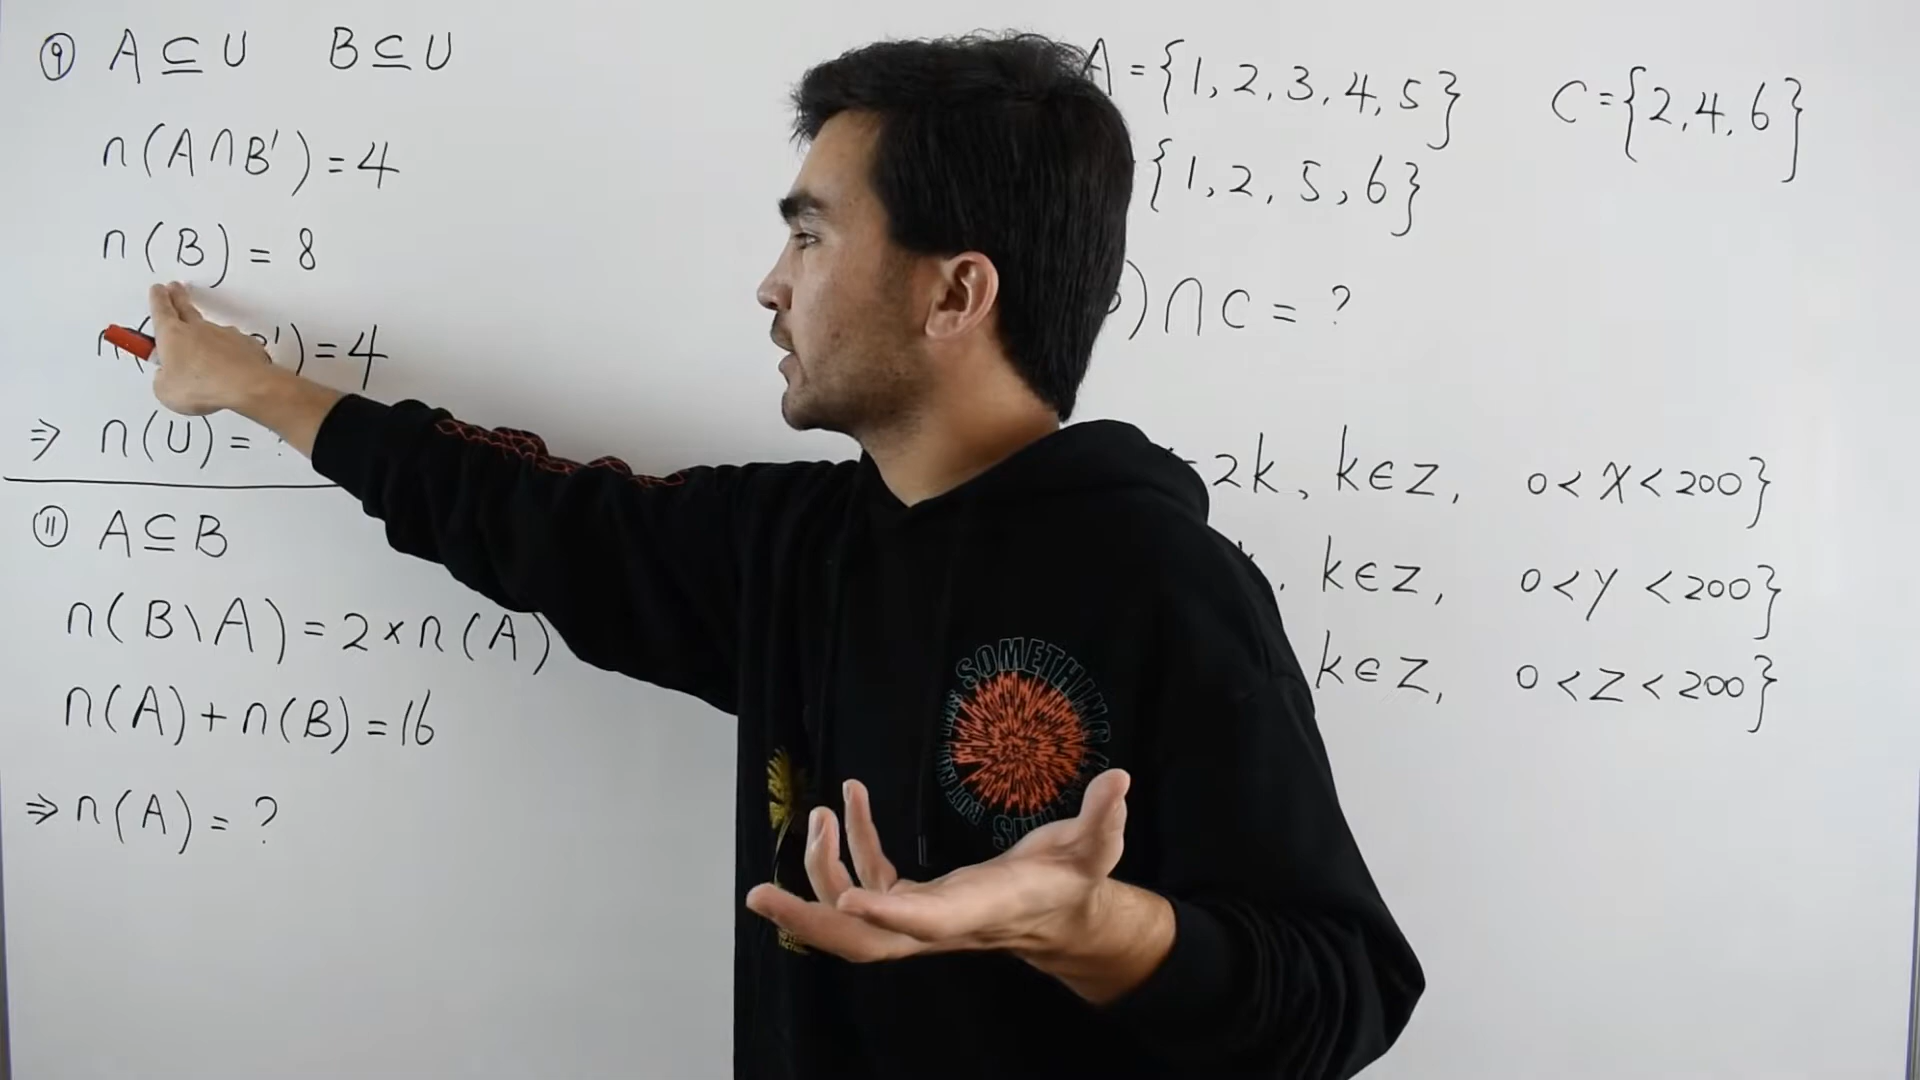 ⑨ A ⊆ U   B ⊆ U
n(A∩B') = 4
n(B) = 8
') = 4
⇒ n(U) =
⑪ A ⊆ B
n(B\A) = 2×n(A)
n(A) + n(B) = 16
⇒ n(A) = ?
A = {1, 2, 3, 4, 5}   C = {2, 4, 6}
{1, 2, 5, 6}
) ∩ C = ?
= 2k, k∈Z, 0 < x < 200}
, k∈Z, 0 < y < 200}
k∈Z, 0 < z < 200}
SOMETHING